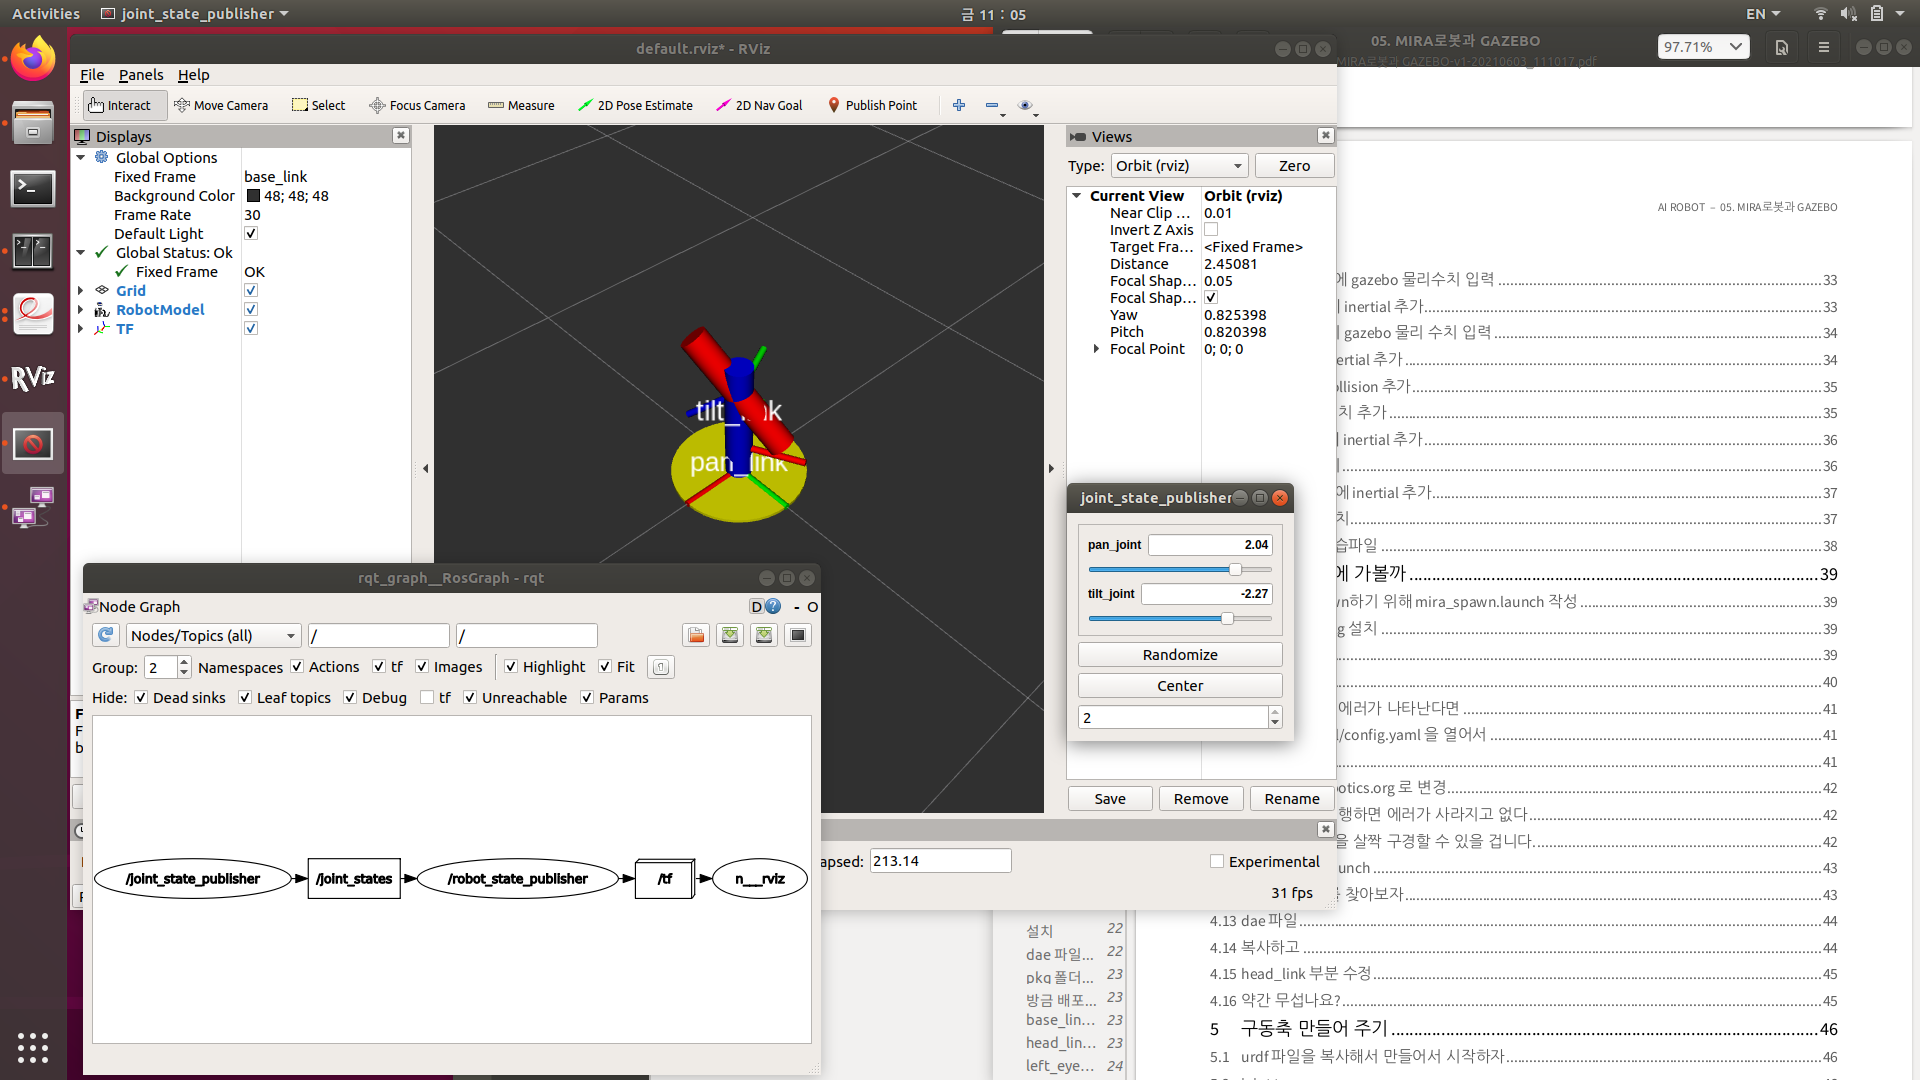 Activities
joint_state_publisher
금 11 : 05
EN
default.rviz* - RViz
File Panels Help
Interact Move Camera Select Focus Camera Measure 2D Pose Estimate 2D Nav Goal Publish Point
Displays
Global Options
Fixed Frame base_link
Background Color 48; 48; 48
Frame Rate 30
Default Light
Global Status: Ok
Fixed Frame OK
Grid
RobotModel
TF
RViz
tilt_link
pan_link
Views
Type: Orbit (rviz) Zero
Current View Orbit (rviz)
Near Clip ... 0.01
Invert Z Axis
Target Fra... <Fixed Frame>
Distance 2.45081
Focal Shap... 0.05
Focal Shap...
Yaw 0.825398
Pitch 0.820398
Focal Point 0; 0; 0
Save Remove Rename
apsed: 213.14
Experimental
31 fps
joint_state_publisher
pan_joint 2.04
tilt_joint -2.27
Randomize
Center
2
rqt_graph__RosGraph - rqt
Node Graph
D - O
Nodes/Topics (all) / /
Group: 2 Namespaces Actions tf Images Highlight Fit
Hide: Dead sinks Leaf topics Debug tf Unreachable Params
/joint_state_publisher /joint_states /robot_state_publisher /tf n__rviz
05. MIRA로봇과 GAZEBO
MIRA로봇과 GAZEBO-v1-20210603_111017.pdf
97.71%
AI ROBOT – 05. MIRA로봇과 GAZEBO
에 gazebo 물리수치 입력 33
inertial 추가 33
gazebo 물리 수치 입력 34
ertial 추가 34
ollision 추가 35
치 추가 35
inertial 추가 36
36
에 inertial 추가 37
치 37
습파일 38
에 가볼까 39
wn하기 위해 mira_spawn.launch 작성 39
g 설치 39
39
40
에러가 나타난다면 41
l/config.yaml 을 열어서 41
41
otics.org 로 변경 42
행하면 에러가 사라지고 없다 42
을 살짝 구경할 수 있을 겁니다 42
unch 43
찾아보자 43
4.13 dae 파일 44
4.14 복사하고 44
4.15 head_link 부분 수정 45
4.16 약간 무섭나요? 45
5 구동축 만들어 주기 46
5.1 urdf 파일을 복사해서 만들어서 시작하자 46
설치 22
dae 파일... 22
pkg 폴더... 23
방금 배포... 23
base_lin... 23
head_lin... 23
left_eye... 24